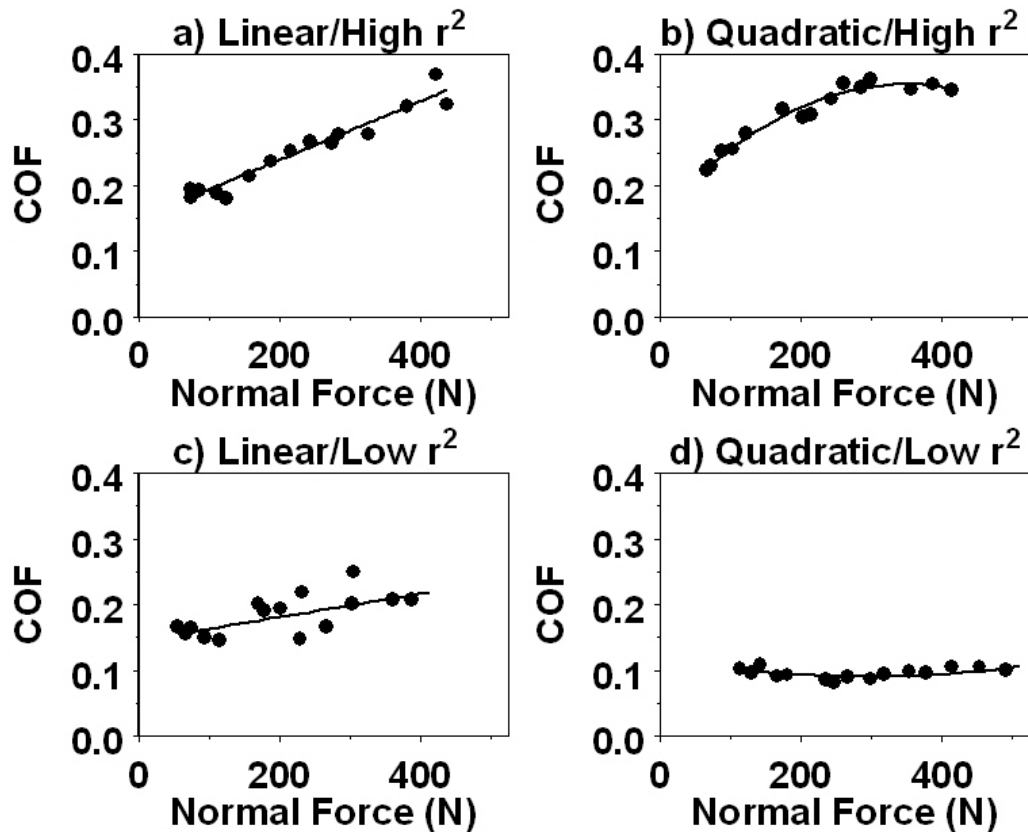 a) Linear/High r²
0.4
0.3
0.2
0.1
0.0
COF
0 200 400
Normal Force (N)
b) Quadratic/High r²
0.4
0.3
0.2
0.1
0.0
COF
0 200 400
Normal Force (N)
c) Linear/Low r²
0.4
0.3
0.2
0.1
0.0
COF
0 200 400
Normal Force (N)
d) Quadratic/Low r²
0.4
0.3
0.2
0.1
0.0
COF
0 200 400
Normal Force (N)